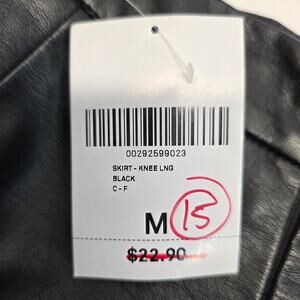 00292599023
SKIRT - KNEE LNG
BLACK
C - F
M 15
$22.90